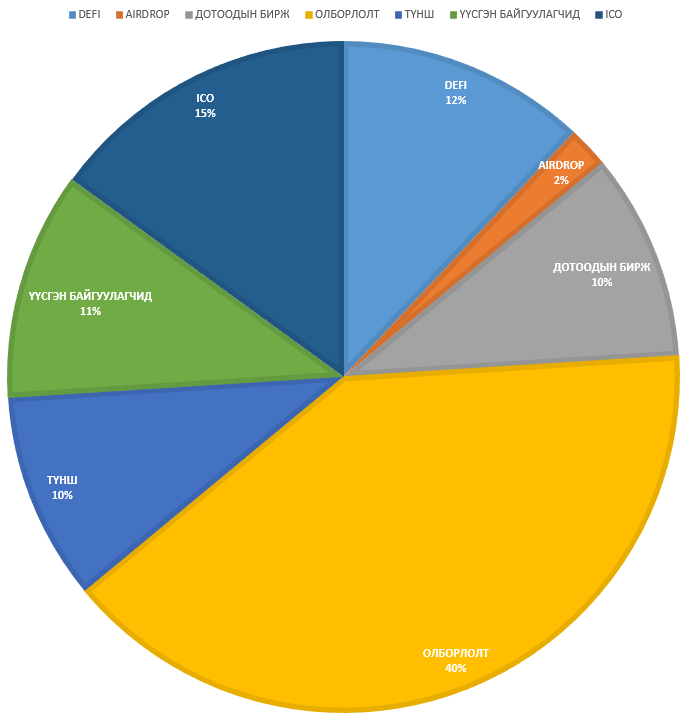 DEFI AIRDROP ДОТООДЫН БИРЖ ОЛБОРЛОЛТ ТҮНШ ҮҮСГЭН БАЙГУУЛАГЧИД ICO
ICO
15%
DEFI
12%
AIRDROP
2%
ДОТООДЫН БИРЖ
10%
ҮҮСГЭН БАЙГУУЛАГЧИД
11%
ТҮНШ
10%
ОЛБОРЛОЛТ
40%